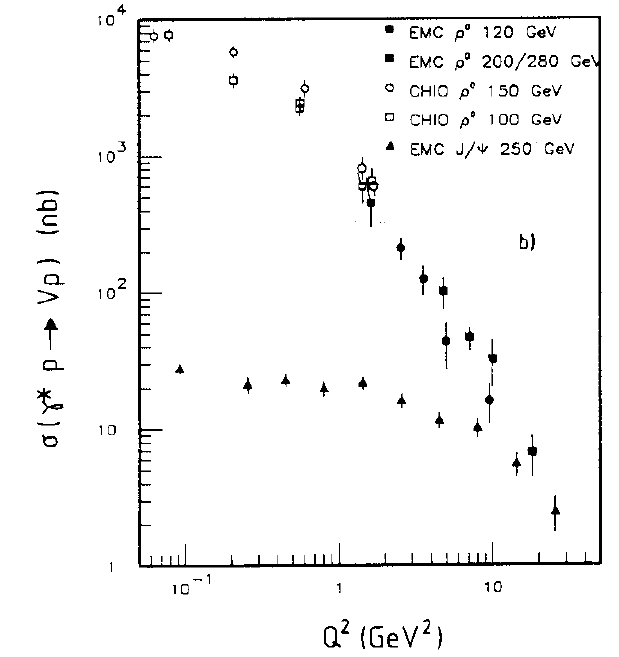 10⁴
EMC ρ⁰ 120 GeV
EMC ρ⁰ 200/280 GeV
CHIO ρ⁰ 150 GeV
CHIO ρ⁰ 100 GeV
EMC J/ψ 250 GeV
10³
b)
10²
10
1
σ(γ* p → Vp) (nb)
10⁻¹
1
10
Q² (GeV²)